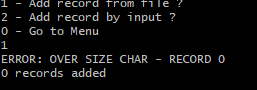 1 - Add record from file ?
2 - Add record by input ?
0 - Go to Menu
1
ERROR: OVER SIZE CHAR - RECORD 0
0 records added